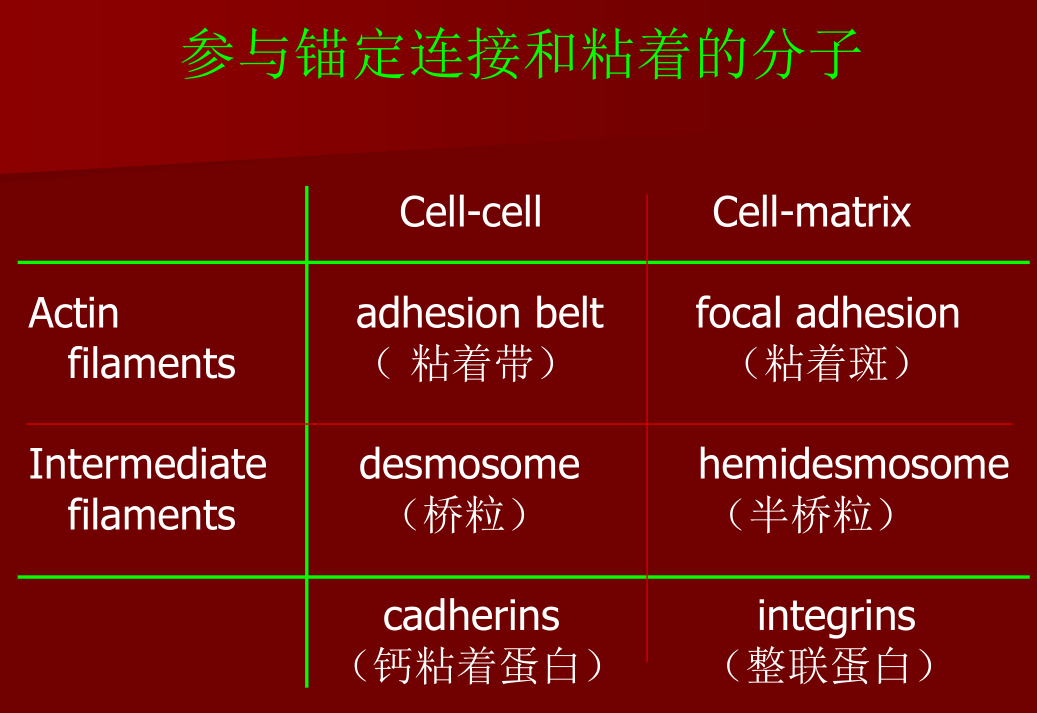 参与锚定连接和粘着的分子
Cell-cell Cell-matrix
Actin adhesion belt focal adhesion
filaments （ 粘着带） （粘着斑）
Intermediate desmosome hemidesmosome
filaments （桥粒） （半桥粒）
cadherins integrins
（钙粘着蛋白） （整联蛋白）